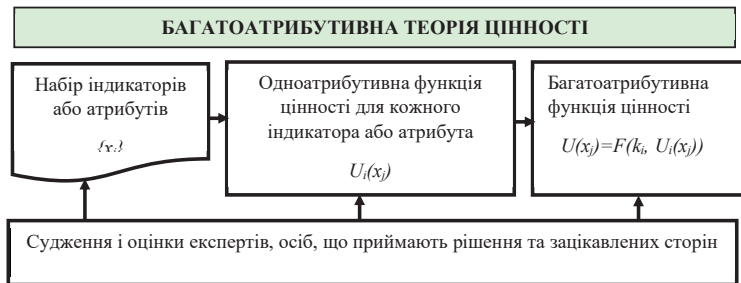 БАГАТОАТРИБУТИВНА ТЕОРІЯ ЦІННОСТІ
Набір індикаторів
або атрибутів
{xᵢ}
Одноатрибутивна функція
цінності для кожного
індикатора або атрибута
Uᵢ(xⱼ)
Багатоатрибутивна
функція цінності
U(xⱼ)=F(kᵢ, Uᵢ(xⱼ))
Судження і оцінки експертів, осіб, що приймають рішення та зацікавлених сторін